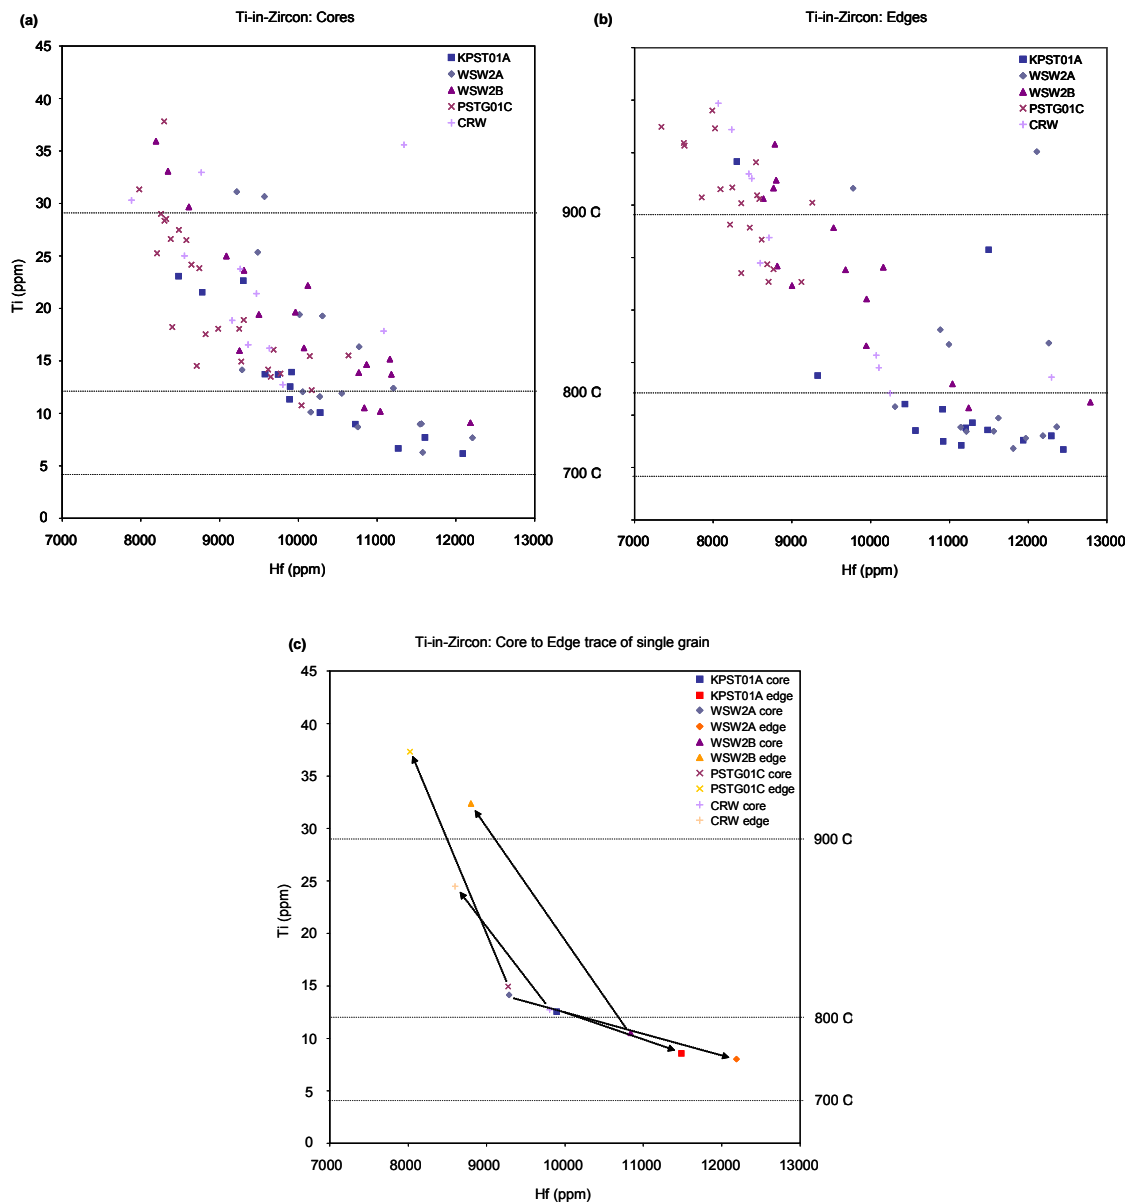 (a)
Ti-in-Zircon: Cores
45
40
35
30
25
20
15
10
5
0
Ti (ppm)
7000 8000 9000 10000 11000 12000 13000
Hf (ppm)
KPST01A
WSW2A
WSW2B
PSTG01C
CRW
900 C
800 C
700 C
(b)
Ti-in-Zircon: Edges
KPST01A
WSW2A
WSW2B
PSTG01C
CRW
7000 8000 9000 10000 11000 12000 13000
Hf (ppm)
(c)
Ti-in-Zircon: Core to Edge trace of single grain
45
40
35
30
25
20
15
10
5
0
Ti (ppm)
7000 8000 9000 10000 11000 12000 13000
Hf (ppm)
KPST01A core
KPST01A edge
WSW2A core
WSW2A edge
WSW2B core
WSW2B edge
PSTG01C core
PSTG01C edge
CRW core
CRW edge
900 C
800 C
700 C